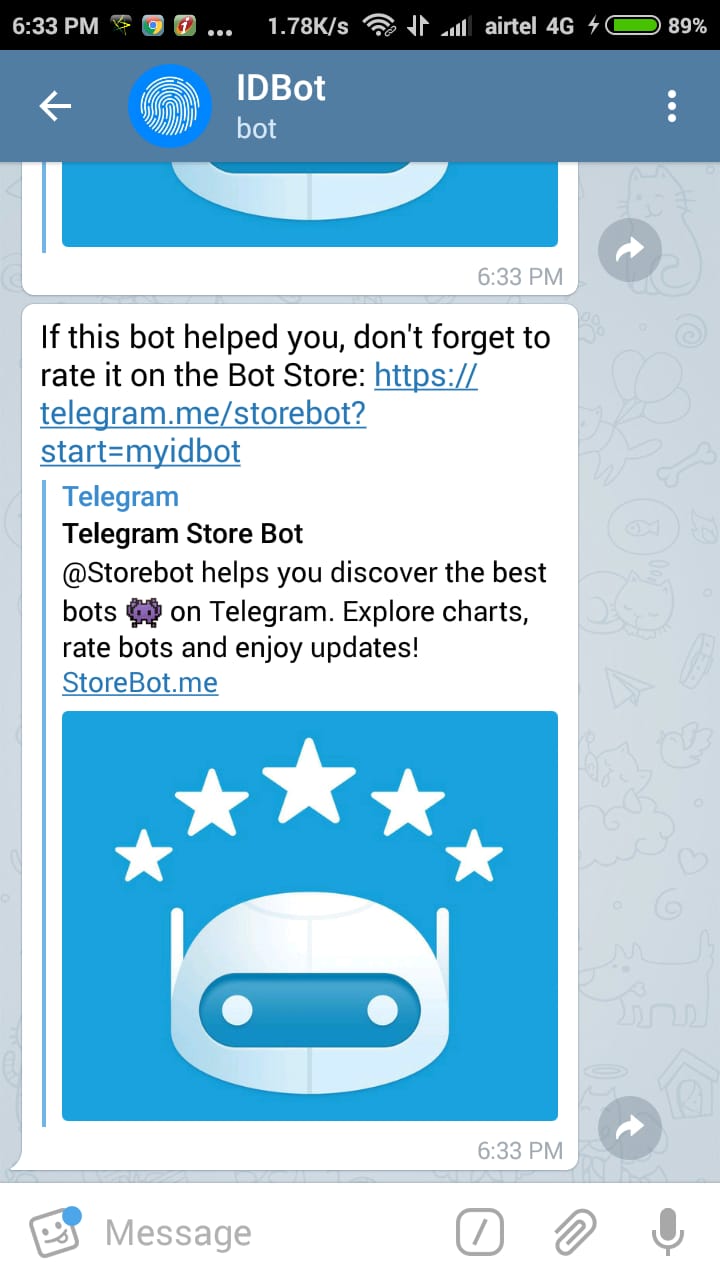 6:33 PM ... 1.78K/s airtel 4G 89%
IDBot
bot
6:33 PM
If this bot helped you, don't forget to
rate it on the Bot Store: https://
telegram.me/storebot?
start=myidbot
Telegram
Telegram Store Bot
@Storebot helps you discover the best
bots 👾 on Telegram. Explore charts,
rate bots and enjoy updates!
StoreBot.me
6:33 PM
Message